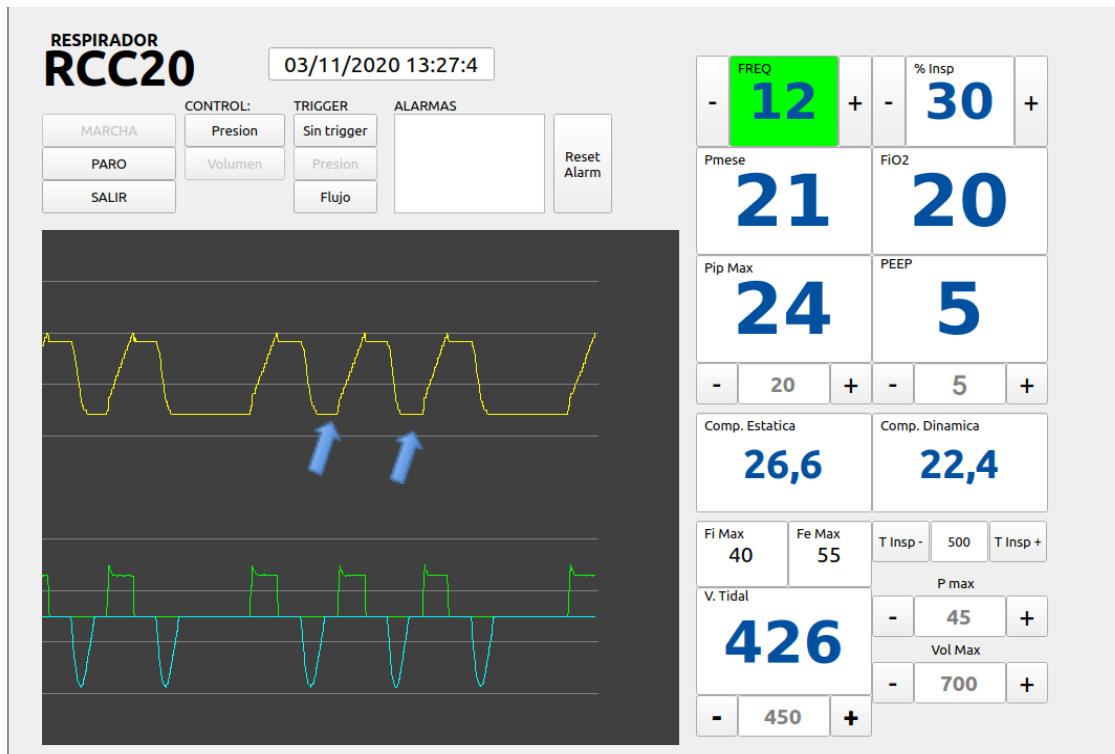 RESPIRADOR
RCC20
03/11/2020 13:27:4
CONTROL: TRIGGER ALARMAS
MARCHA Presion Sin trigger
PARO Volumen Presion Reset Alarm
SALIR Flujo
FREQ % Insp
- 12 + - 30 +
Pmese FiO2
21 20
Pip Max PEEP
24 5
- 20 + - 5 +
Comp. Estatica Comp. Dinamica
26,6 22,4
Fi Max Fe Max
40 55
T Insp - 500 T Insp +
P max
- 45 +
V. Tidal
426
Vol Max
- 700 +
- 450 +